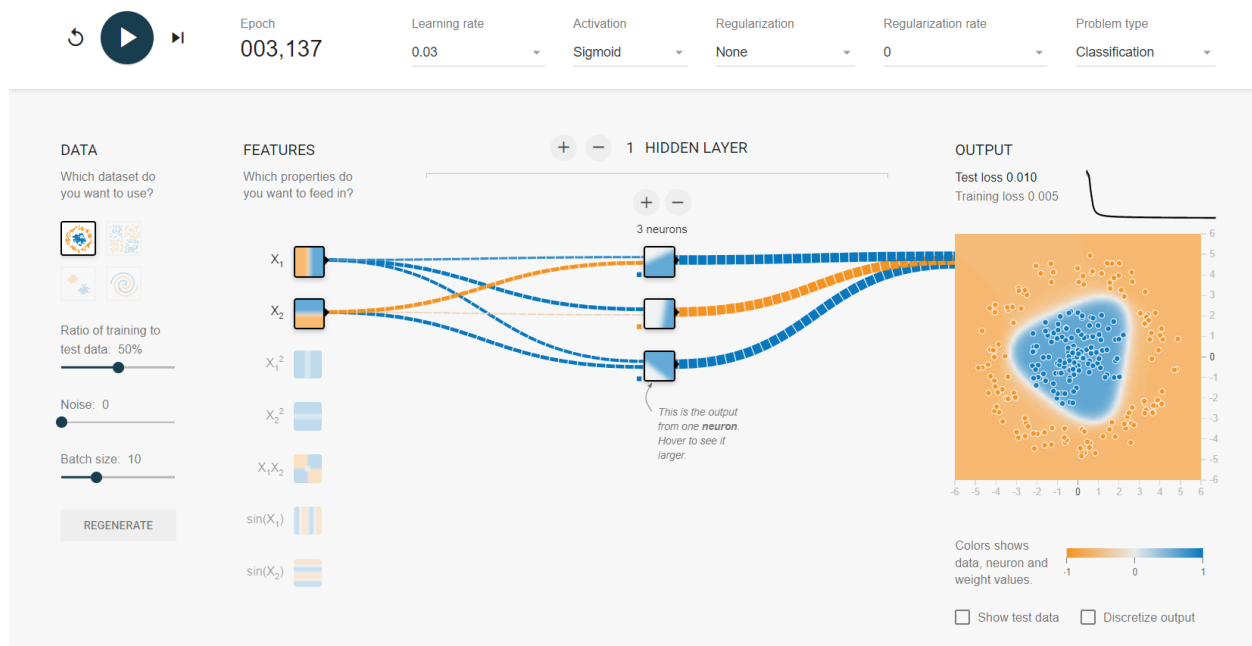 Epoch
003,137
Learning rate
0.03
Activation
Sigmoid
Regularization
None
Regularization rate
0
Problem type
Classification
DATA
Which dataset do
you want to use?
Ratio of training to
test data: 50%
Noise: 0
Batch size: 10
REGENERATE
FEATURES
Which properties do
you want to feed in?
X₁
X₂
X₁²
X₂²
X₁X₂
sin(X₁)
sin(X₂)
+ − 1 HIDDEN LAYER
+ −
3 neurons
This is the output
from one neuron.
Hover to see it
larger.
OUTPUT
Test loss 0.010
Training loss 0.005
6
5
4
3
2
1
0
-1
-2
-3
-4
-5
-6
-6 -5 -4 -3 -2 -1 0 1 2 3 4 5 6
Colors shows
data, neuron and
weight values.
-1 0 1
Show test data
Discretize output